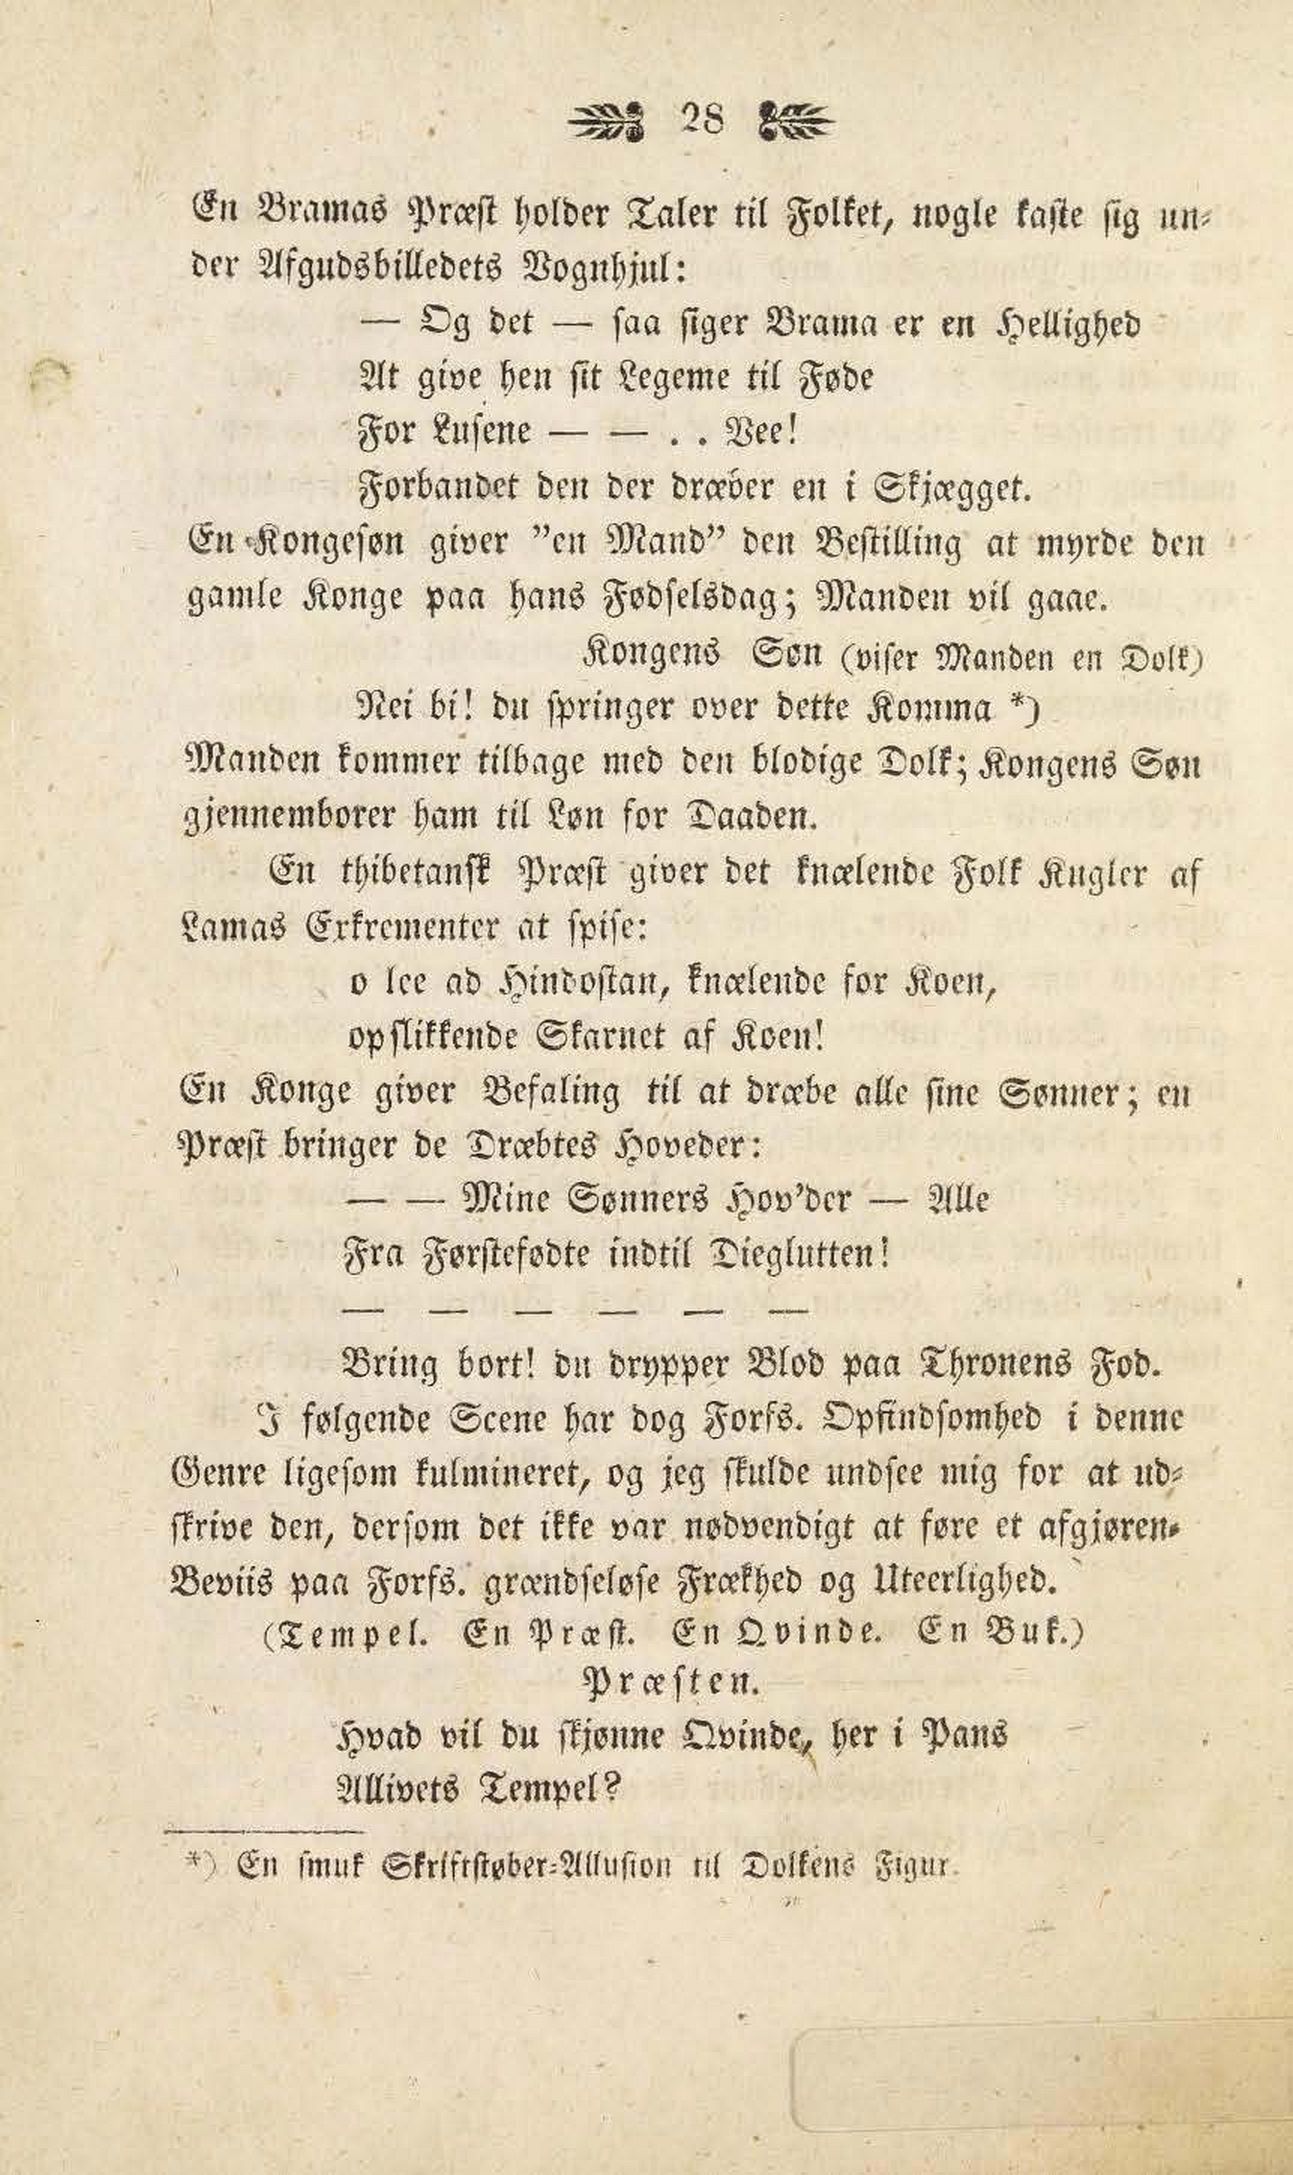 28
En Bramas Præst holder Taler til Folket, nogle kaste sig un-
der Afgudsbilledets Vognhjul:
— Og det — saa siger Brama er en Hellighed
At give hen sit Legeme til Føde
For Lusene — — . . Vee!
Forbandet den der dræber en i Skjægget.
En Kongesøn giver "en Mand" den Bestilling at myrde den
gamle Konge paa hans Fødselsdag; Manden vil gaae.
Kongens Søn (viser Manden en Dolk)
Nei bi! du springer over dette Komma *)
Manden kommer tilbage med den blodige Dolk; Kongens Søn
gjennemborer ham til Løn for Daaden.
En thibetansk Præst giver det knælende Folk Kugler af
Lamas Exkrementer at spise:
o lee ad Hindostan, knælende for Koen,
opslikkende Skarnet af Koen!
En Konge giver Befaling til at dræbe alle sine Sønner; en
Præst bringer de Dræbtes Hoveder:
— — Mine Sønners Hov'der — Alle
Fra Førstefødte indtil Dieglutten!
— — — — — —
Bring bort! du drypper Blod paa Thronens Fod.
I følgende Scene har dog Forfs. Opfindsomhed i denne
Genre ligesom kulmineret, og jeg skulde undsee mig for at ud-
skrive den, dersom det ikke var nødvendigt at føre et afgjøren-
Beviis paa Forfs. grændseløse Frækhed og Uteerlighed.
(Tempel. En Præst. En Qvinde. En Buk.)
Præsten.
Hvad vil du skjønne Qvinde, her i Pans
Allivets Tempel?
*) En smuk Skriftstøber-Allusion til Dolkens Figur.